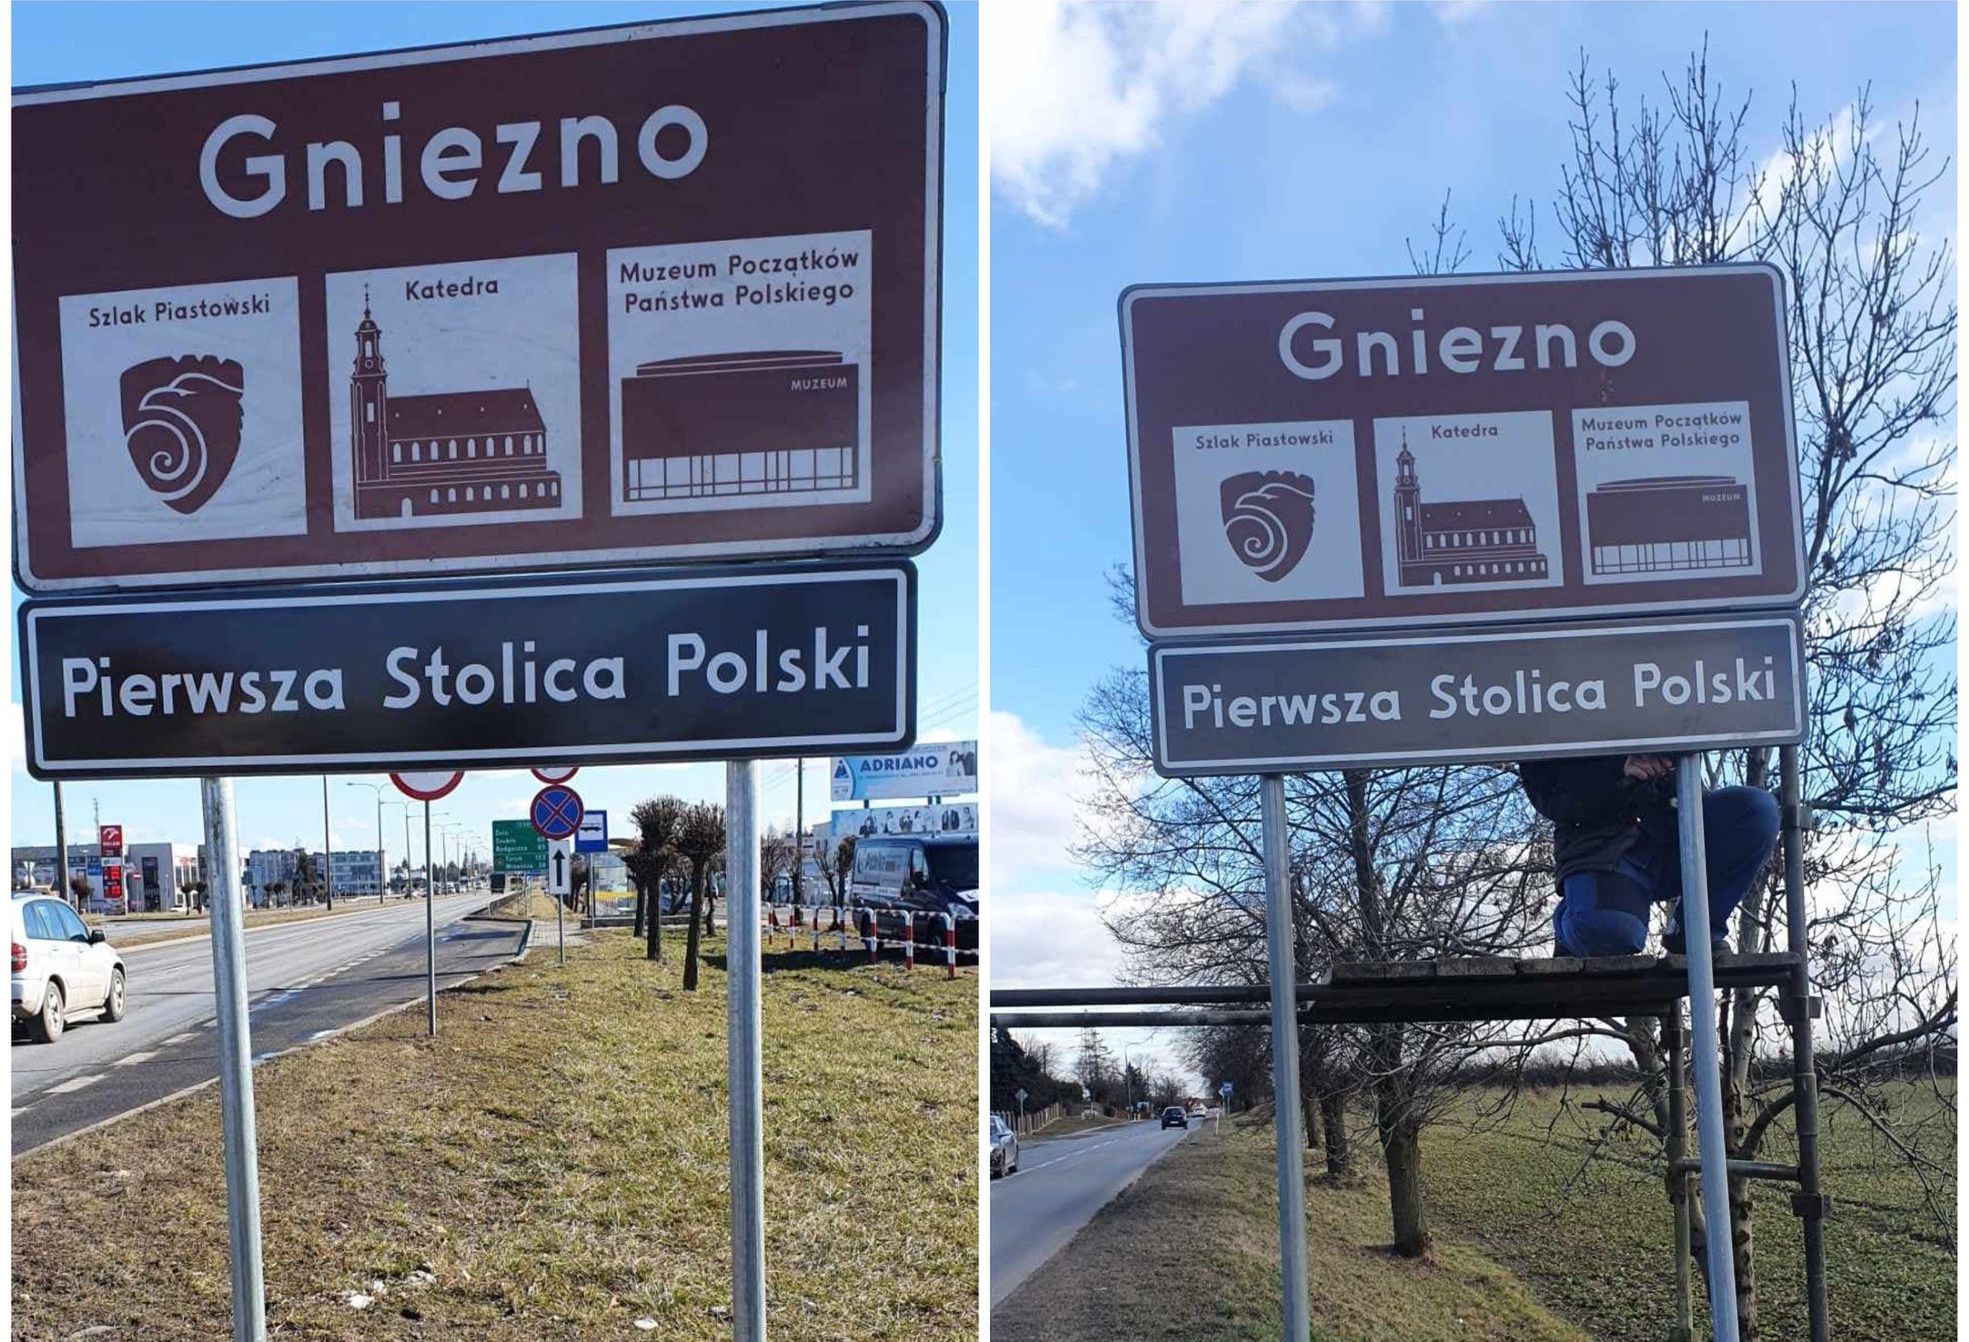 Gniezno
Szlak Piastowski
Katedra
Muzeum Początków
Państwa Polskiego
MUZEUM
Pierwsza Stolica Polski
ADRIANO
Gniezno
Szlak Piastowski
Katedra
Muzeum Początków
Państwa Polskiego
MUZEUM
Pierwsza Stolica Polski